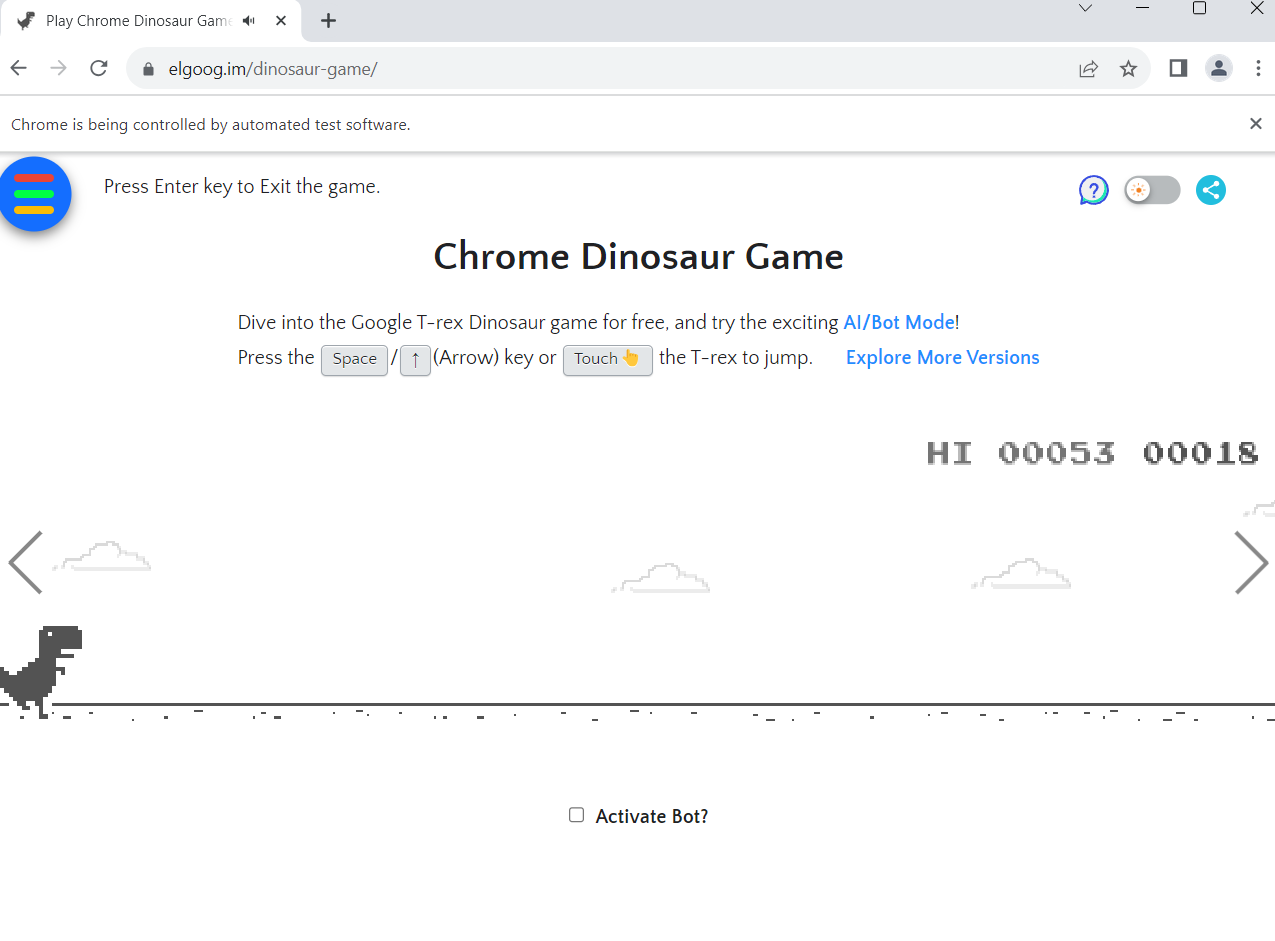 Play Chrome Dinosaur Game
elgoog.im/dinosaur-game/
Chrome is being controlled by automated test software.
Press Enter key to Exit the game.
?
Chrome Dinosaur Game
Dive into the Google T-rex Dinosaur game for free, and try the exciting AI/Bot Mode!
Press the Space / ↑ (Arrow) key or Touch 👆 the T-rex to jump. Explore More Versions
HI 00053 00018
Activate Bot?